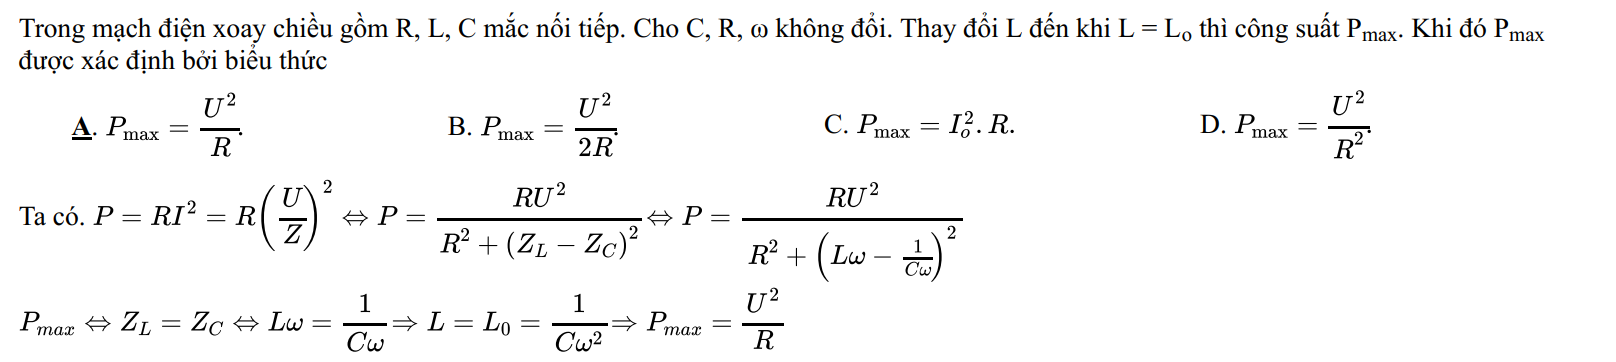 Trong mạch điện xoay chiều gồm R, L, C mắc nối tiếp. Cho C, R, ω không đổi. Thay đổi L đến khi L = L₀ thì công suất Pmax. Khi đó Pmax
được xác định bởi biểu thức
A. $P_{\max} = \frac{U^2}{R}$. B. $P_{\max} = \frac{U^2}{2R}$. C. $P_{\max} = I_o^2 . R.$ D. $P_{\max} = \frac{U^2}{R^2}$.
Ta có. $P = RI^2 = R\left(\frac{U}{Z}\right)^2 \Leftrightarrow P = \frac{RU^2}{R^2 + (Z_L - Z_C)^2} \Leftrightarrow P = \frac{RU^2}{R^2 + \left(L\omega - \frac{1}{C\omega}\right)^2}$
$P_{max} \Leftrightarrow Z_L = Z_C \Leftrightarrow L\omega = \frac{1}{C\omega} \Rightarrow L = L_0 = \frac{1}{C\omega^2} \Rightarrow P_{max} = \frac{U^2}{R}$